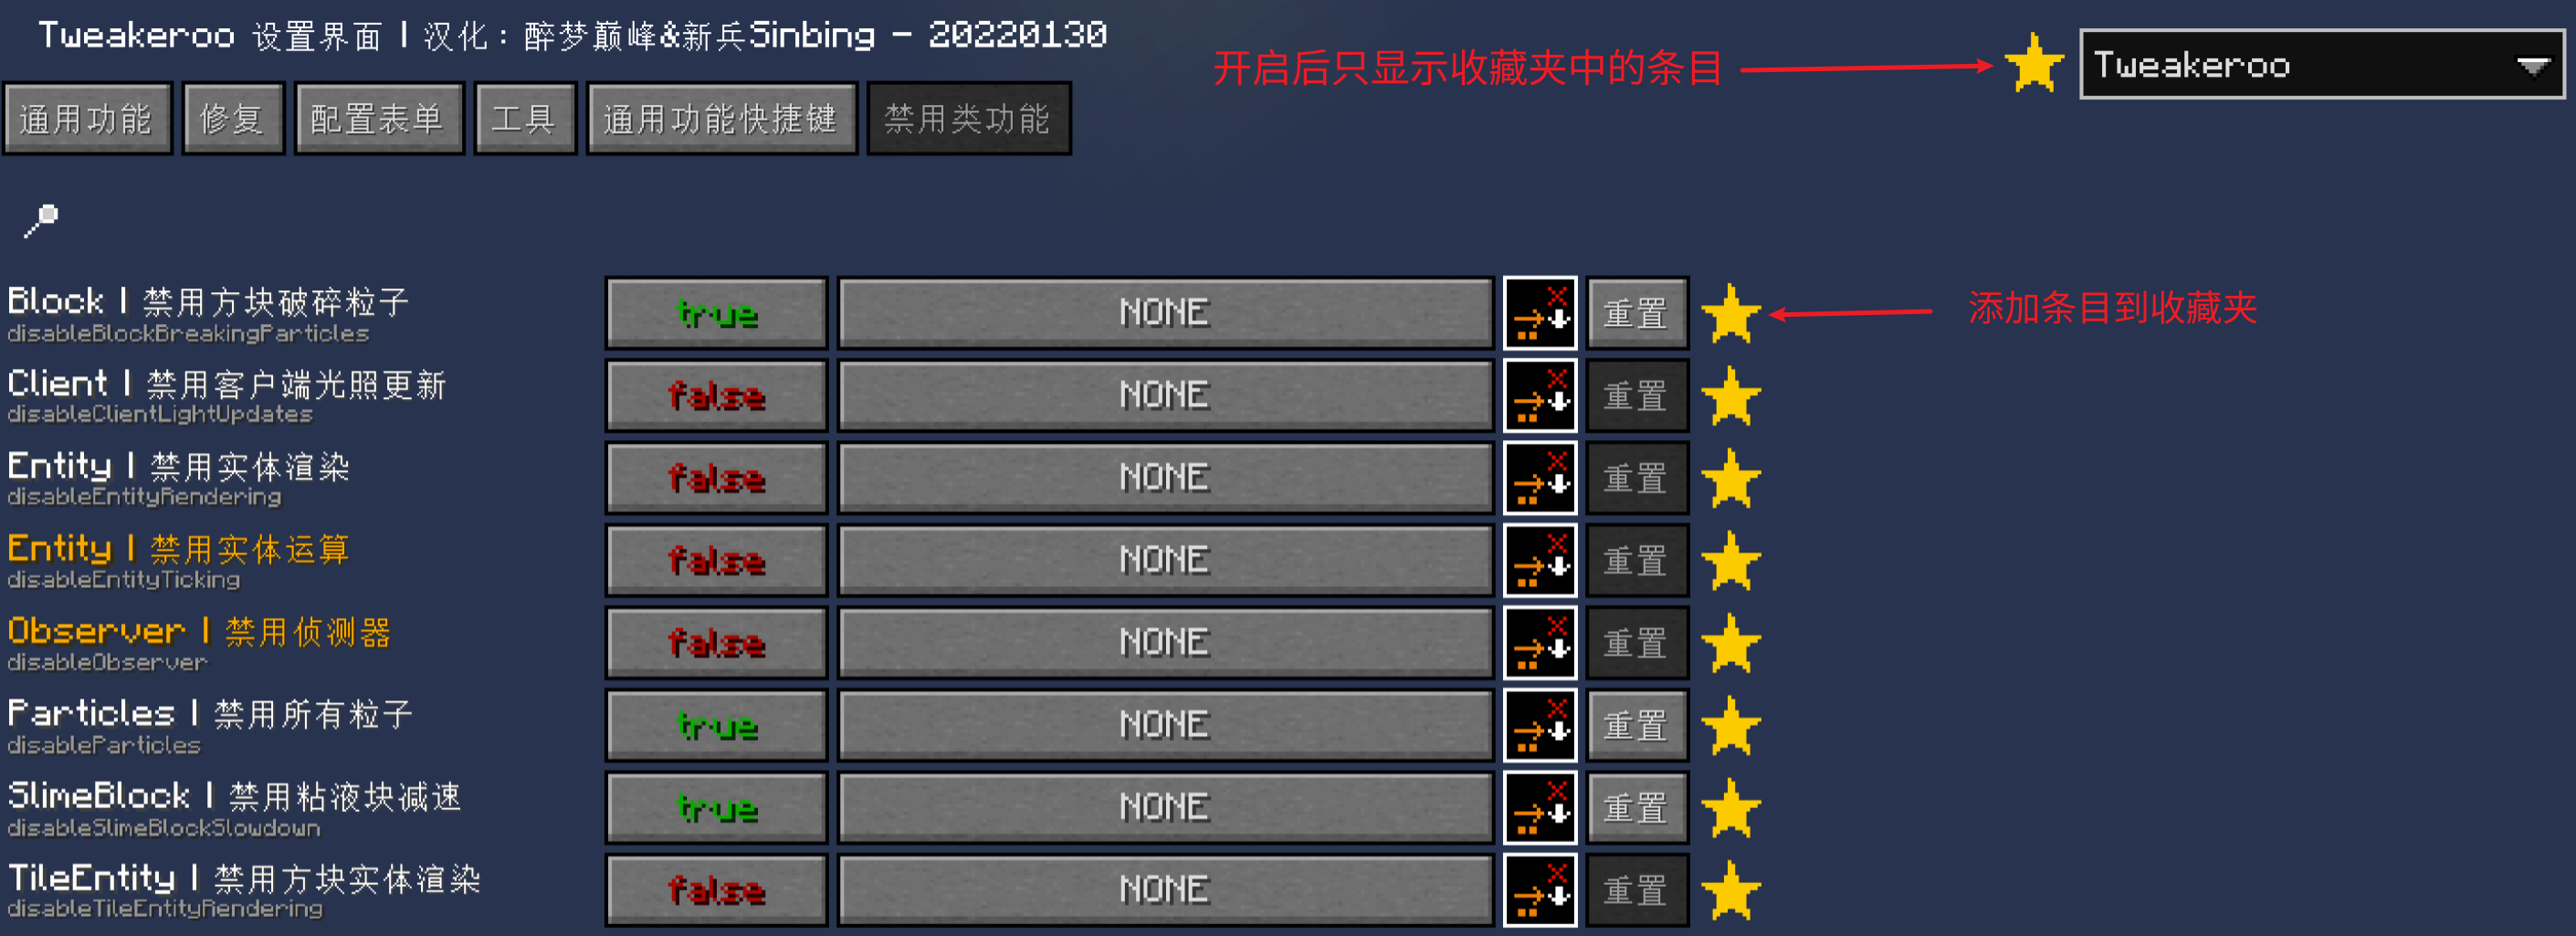 Tweakeroo 设置界面 | 汉化：醉梦巅峰&新兵Sinbing - 20220130
开启后只显示收藏夹中的条目
Tweakeroo
通用功能 修复 配置表单 工具 通用功能快捷键 禁用类功能
Block | 禁用方块破碎粒子 true NONE 重置 添加条目到收藏夹
disableBlockBreakingParticles
Client | 禁用客户端光照更新 false NONE 重置
disableClientLightUpdates
Entity | 禁用实体渲染 false NONE 重置
disableEntityRendering
Entity | 禁用实体运算 false NONE 重置
disableEntityTicking
Observer | 禁用侦测器 false NONE 重置
disableObserver
Particles | 禁用所有粒子 true NONE 重置
disableParticles
SlimeBlock | 禁用粘液块减速 true NONE 重置
disableSlimeBlockSlowdown
TileEntity | 禁用方块实体渲染 false NONE 重置
disableTileEntityRendering